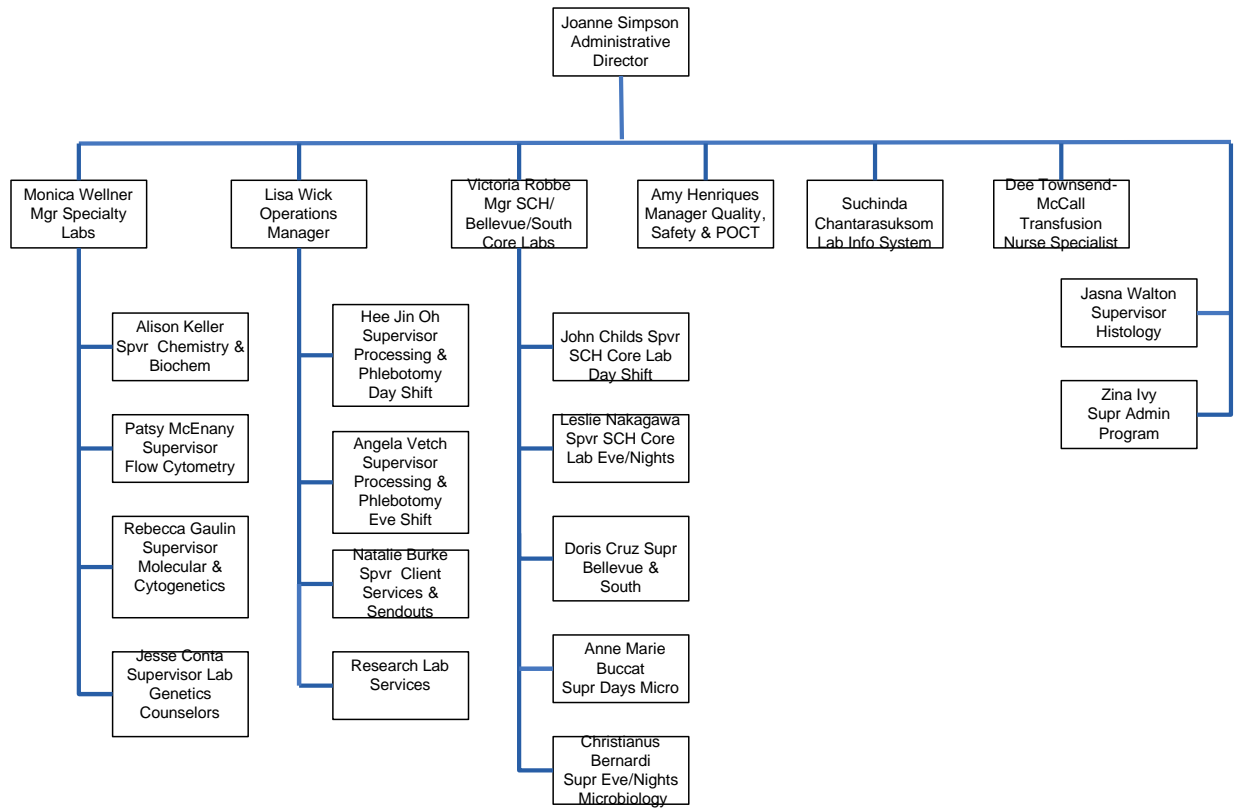 Joanne Simpson
Administrative
Director
Monica Wellner
Mgr Specialty
Labs
Lisa Wick
Operations
Manager
Victoria Robbe
Mgr SCH/
Bellevue/South
Core Labs
Amy Henriques
Manager Quality,
Safety & POCT
Suchinda
Chantarasuksom
Lab Info System
Dee Townsend-
McCall
Transfusion
Nurse Specialist
Alison Keller
Spvr Chemistry &
Biochem
Patsy McEnany
Supervisor
Flow Cytometry
Rebecca Gaulin
Supervisor
Molecular &
Cytogenetics
Jesse Conta
Supervisor Lab
Genetics
Counselors
Hee Jin Oh
Supervisor
Processing &
Phlebotomy
Day Shift
Angela Vetch
Supervisor
Processing &
Phlebotomy
Eve Shift
Natalie Burke
Spvr Client
Services &
Sendouts
Research Lab
Services
John Childs Spvr
SCH Core Lab
Day Shift
Leslie Nakagawa
Spvr SCH Core
Lab Eve/Nights
Doris Cruz Supr
Bellevue &
South
Anne Marie
Buccat
Supr Days Micro
Christianus
Bernardi
Supr Eve/Nights
Microbiology
Jasna Walton
Supervisor
Histology
Zina Ivy
Supr Admin
Program